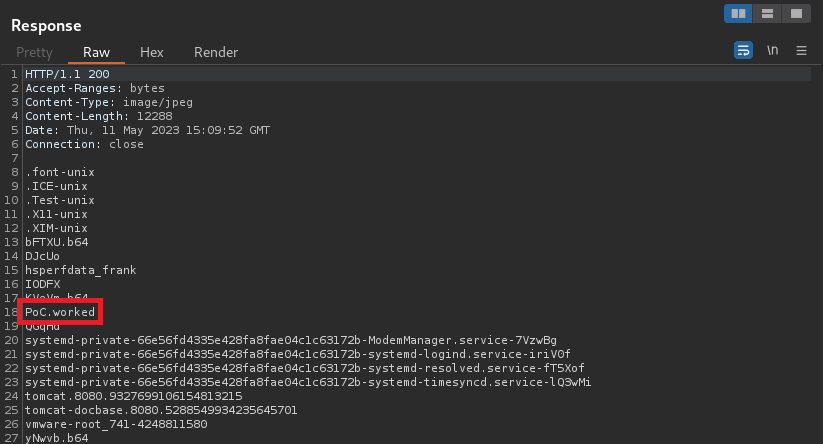 Response
Pretty Raw Hex Render \n
1 HTTP/1.1 200
2 Accept-Ranges: bytes
3 Content-Type: image/jpeg
4 Content-Length: 12288
5 Date: Thu, 11 May 2023 15:09:52 GMT
6 Connection: close
7
8 .font-unix
9 .ICE-unix
10 .Test-unix
11 .X11-unix
12 .XIM-unix
13 bFTXU.b64
14 DJcUo
15 hsperfdata_frank
16 IODFX
17
18 PoC.worked
19
20 systemd-private-66e56fd4335e428fa8fae04c1c63172b-ModemManager.service-7VzwBg
21 systemd-private-66e56fd4335e428fa8fae04c1c63172b-systemd-logind.service-iriVOf
22 systemd-private-66e56fd4335e428fa8fae04c1c63172b-systemd-resolved.service-fT5Xof
23 systemd-private-66e56fd4335e428fa8fae04c1c63172b-systemd-timesyncd.service-lQ3wMi
24 tomcat.8080.9327699106154813215
25 tomcat-docbase.8080.5288549934235645701
26 vmware-root_741-4248811580
27 yNwvb.b64